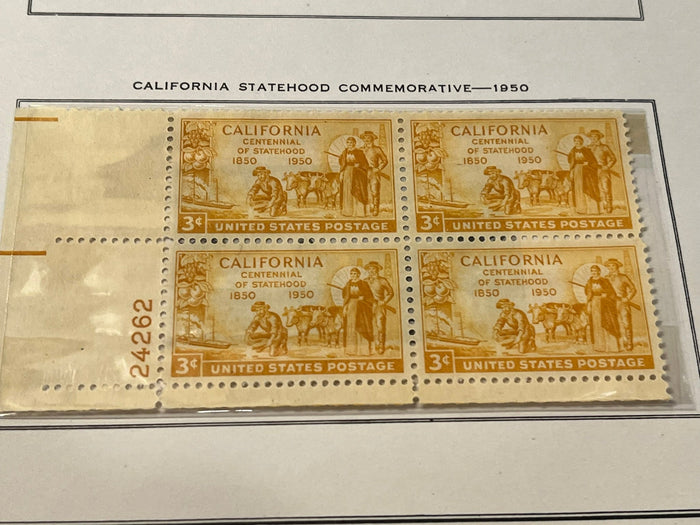 CALIFORNIA STATEHOOD COMMEMORATIVE—1950
CALIFORNIA
CENTENNIAL
OF STATEHOOD
1850 1950
3¢ UNITED STATES POSTAGE
CALIFORNIA
CENTENNIAL
OF STATEHOOD
1850 1950
3¢ UNITED STATES POSTAGE
CALIFORNIA
CENTENNIAL
OF STATEHOOD
1850 1950
3¢ UNITED STATES POSTAGE
CALIFORNIA
CENTENNIAL
OF STATEHOOD
1850 1950
3¢ UNITED STATES POSTAGE
24262